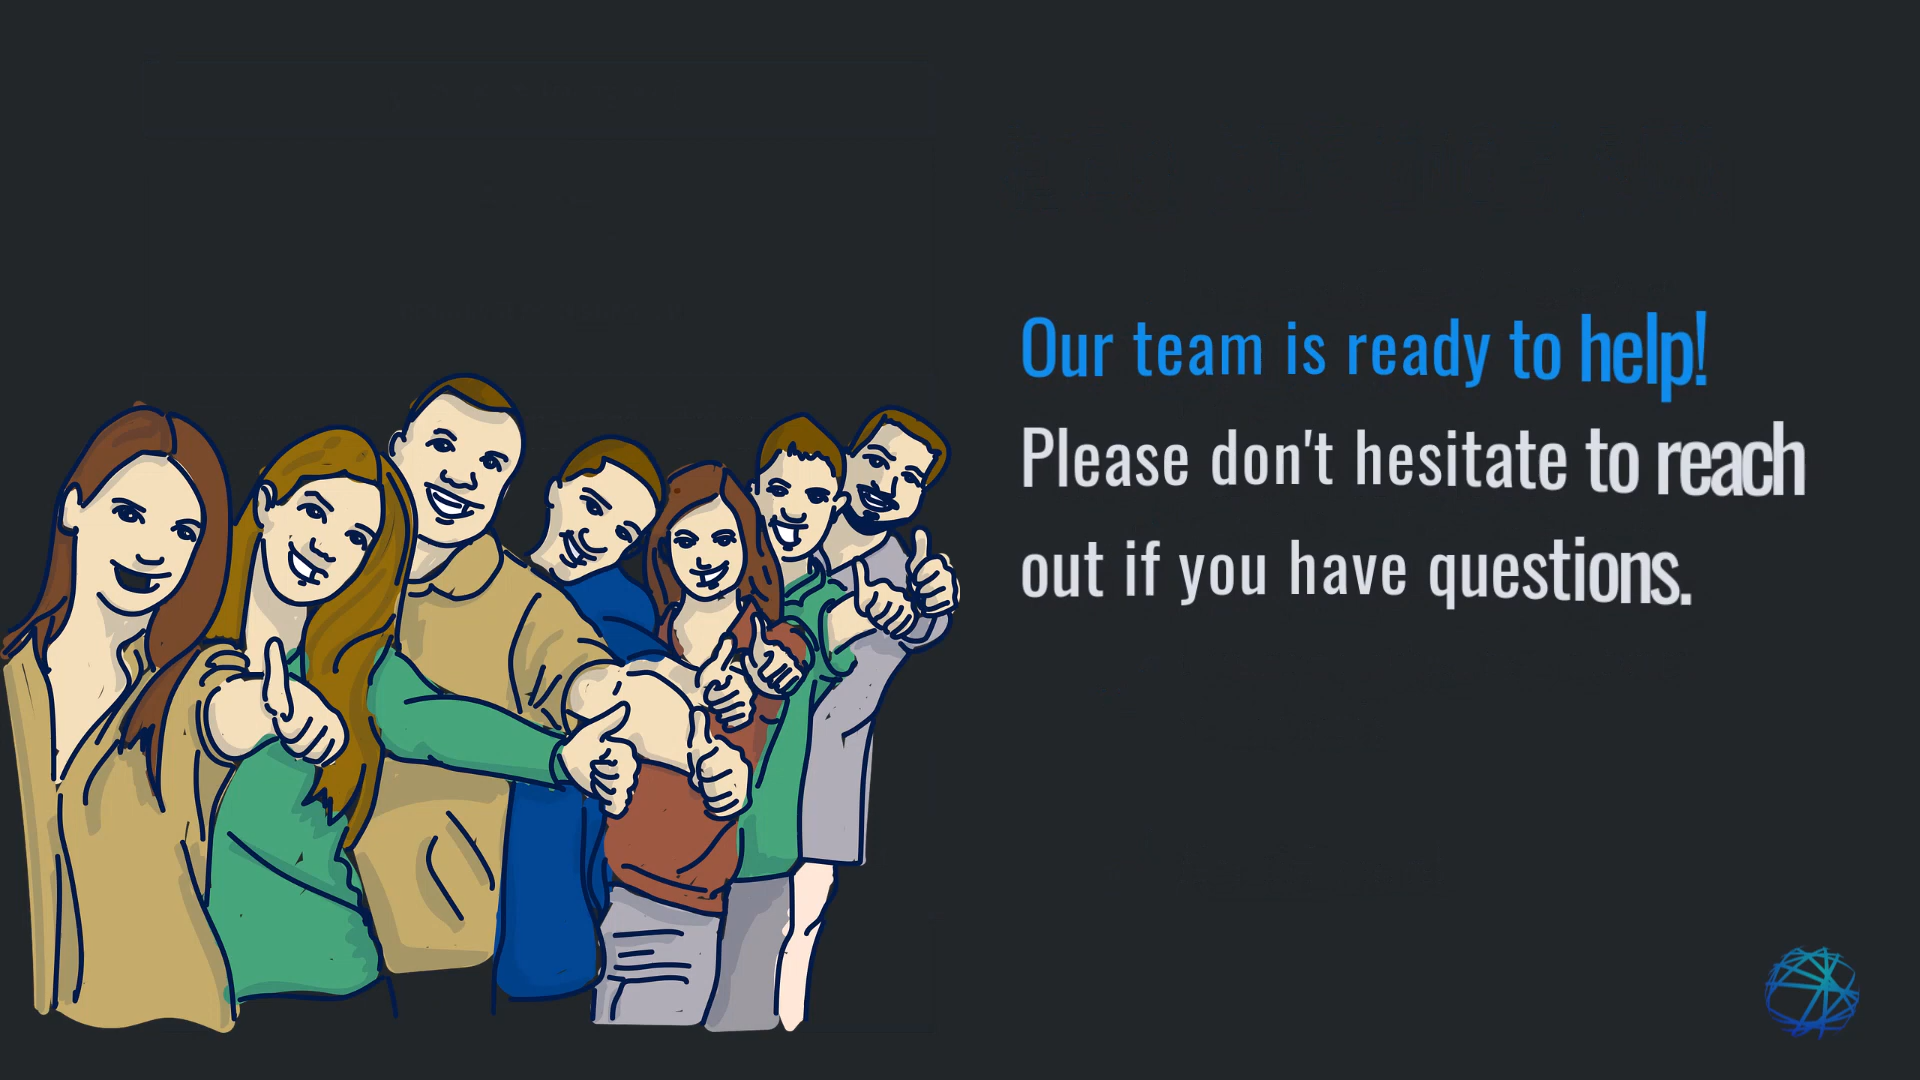 Our team is ready to help!
Please don't hesitate to reach
out if you have questions.